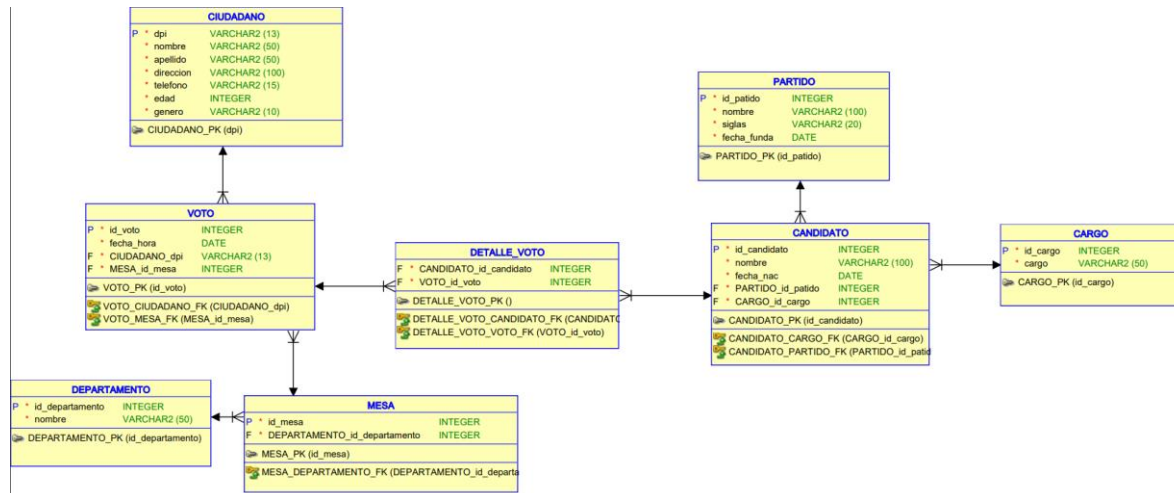 CIUDADANO
P * dpi VARCHAR2 (13)
* nombre VARCHAR2 (50)
* apellido VARCHAR2 (50)
* direccion VARCHAR2 (100)
* telefono VARCHAR2 (15)
* edad INTEGER
* genero VARCHAR2 (10)
CIUDADANO_PK (dpi)
PARTIDO
P * id_patido INTEGER
* nombre VARCHAR2 (100)
* siglas VARCHAR2 (20)
* fecha_funda DATE
PARTIDO_PK (id_patido)
VOTO
P * id_voto INTEGER
* fecha_hora DATE
F * CIUDADANO_dpi VARCHAR2 (13)
F * MESA_id_mesa INTEGER
VOTO_PK (id_voto)
VOTO_CIUDADANO_FK (CIUDADANO_dpi)
VOTO_MESA_FK (MESA_id_mesa)
DETALLE_VOTO
F * CANDIDATO_id_candidato INTEGER
F * VOTO_id_voto INTEGER
DETALLE_VOTO_PK ()
DETALLE_VOTO_CANDIDATO_FK (CANDIDATO
DETALLE_VOTO_VOTO_FK (VOTO_id_voto)
CANDIDATO
P * id_candidato INTEGER
* nombre VARCHAR2 (100)
* fecha_nac DATE
F * PARTIDO_id_patido INTEGER
F * CARGO_id_cargo INTEGER
CANDIDATO_PK (id_candidato)
CANDIDATO_CARGO_FK (CARGO_id_cargo)
CANDIDATO_PARTIDO_FK (PARTIDO_id_patid
CARGO
P * id_cargo INTEGER
* cargo VARCHAR2 (50)
CARGO_PK (id_cargo)
DEPARTAMENTO
P * id_departamento INTEGER
* nombre VARCHAR2 (50)
DEPARTAMENTO_PK (id_departamento)
MESA
P * id_mesa INTEGER
F * DEPARTAMENTO_id_departamento INTEGER
MESA_PK (id_mesa)
MESA_DEPARTAMENTO_FK (DEPARTAMENTO_id_departa